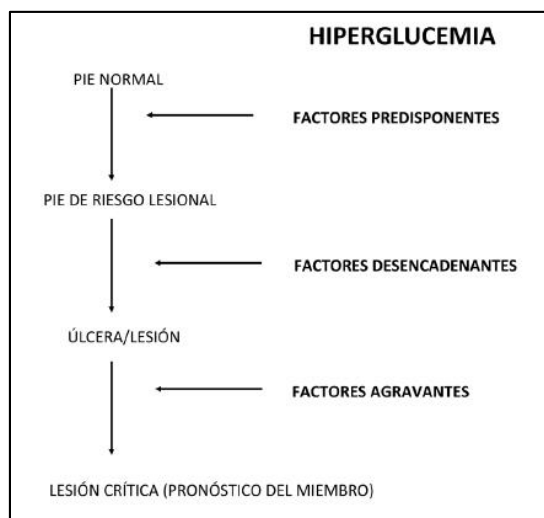 HIPERGLUCEMIA
PIE NORMAL
FACTORES PREDISPONENTES
PIE DE RIESGO LESIONAL
FACTORES DESENCADENANTES
ÚLCERA/LESIÓN
FACTORES AGRAVANTES
LESIÓN CRÍTICA (PRONÓSTICO DEL MIEMBRO)